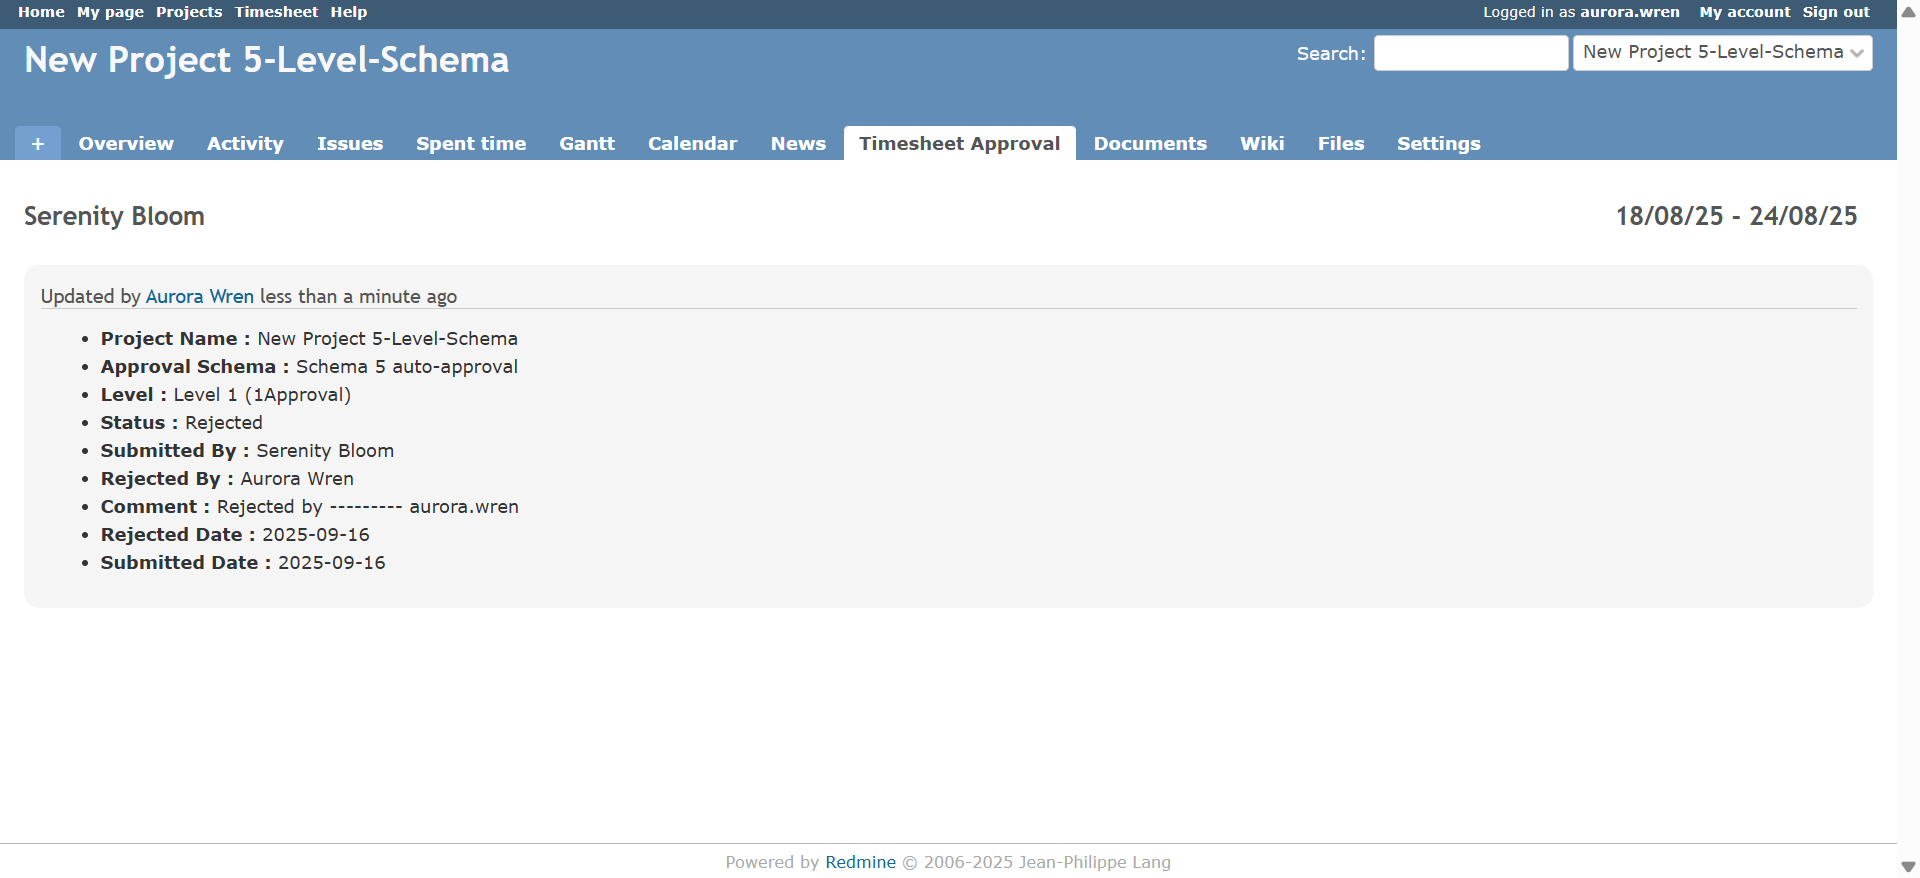 Home My page Projects Timesheet Help Logged in as aurora.wren My account Sign out
New Project 5-Level-Schema Search: New Project 5-Level-Schema
+ Overview Activity Issues Spent time Gantt Calendar News Timesheet Approval Documents Wiki Files Settings
Serenity Bloom 18/08/25 - 24/08/25
Updated by Aurora Wren less than a minute ago
• Project Name : New Project 5-Level-Schema
• Approval Schema : Schema 5 auto-approval
• Level : Level 1 (1Approval)
• Status : Rejected
• Submitted By : Serenity Bloom
• Rejected By : Aurora Wren
• Comment : Rejected by --------- aurora.wren
• Rejected Date : 2025-09-16
• Submitted Date : 2025-09-16
Powered by Redmine © 2006-2025 Jean-Philippe Lang